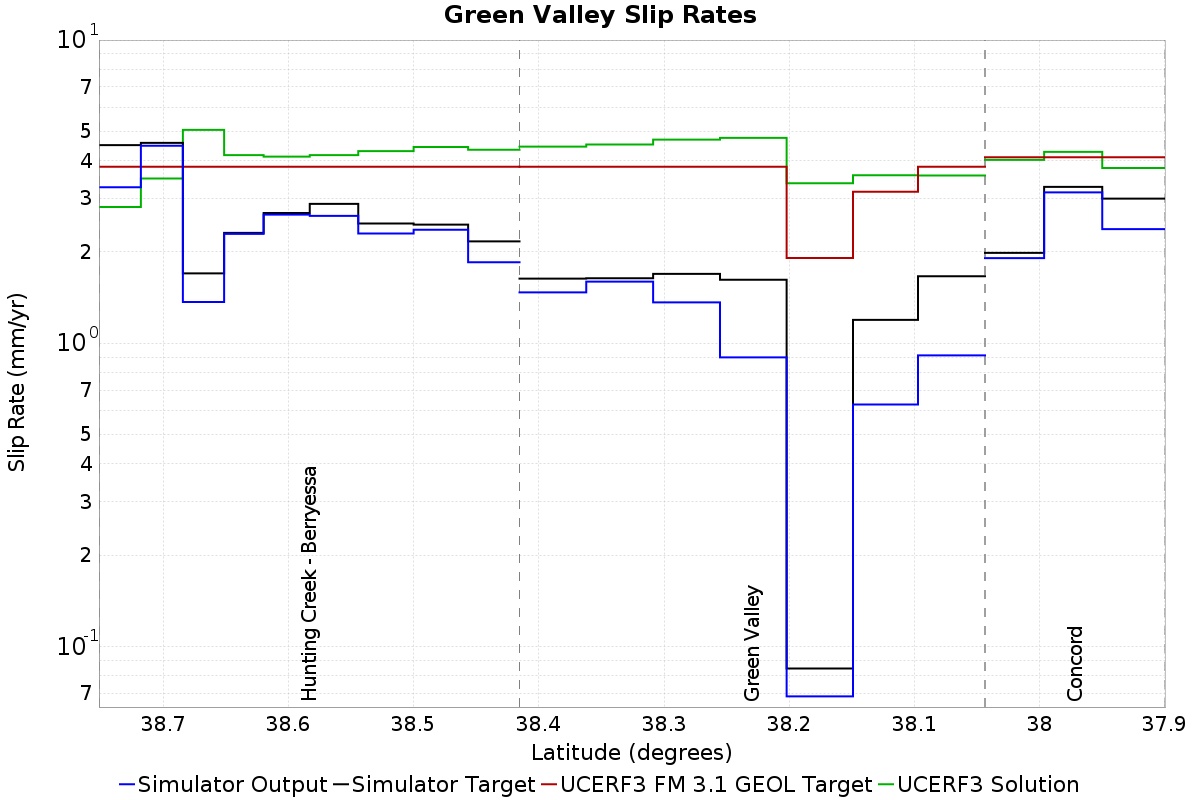 Green Valley Slip Rates
10^1
7
5
4
3
2
10^0
7
5
4
3
2
10^-1
7
Slip Rate (mm/yr)
Hunting Creek - Berryessa
Green Valley
Concord
38.7 38.6 38.5 38.4 38.3 38.2 38.1 38 37.9
Latitude (degrees)
Simulator Output Simulator Target UCERF3 FM 3.1 GEOL Target UCERF3 Solution